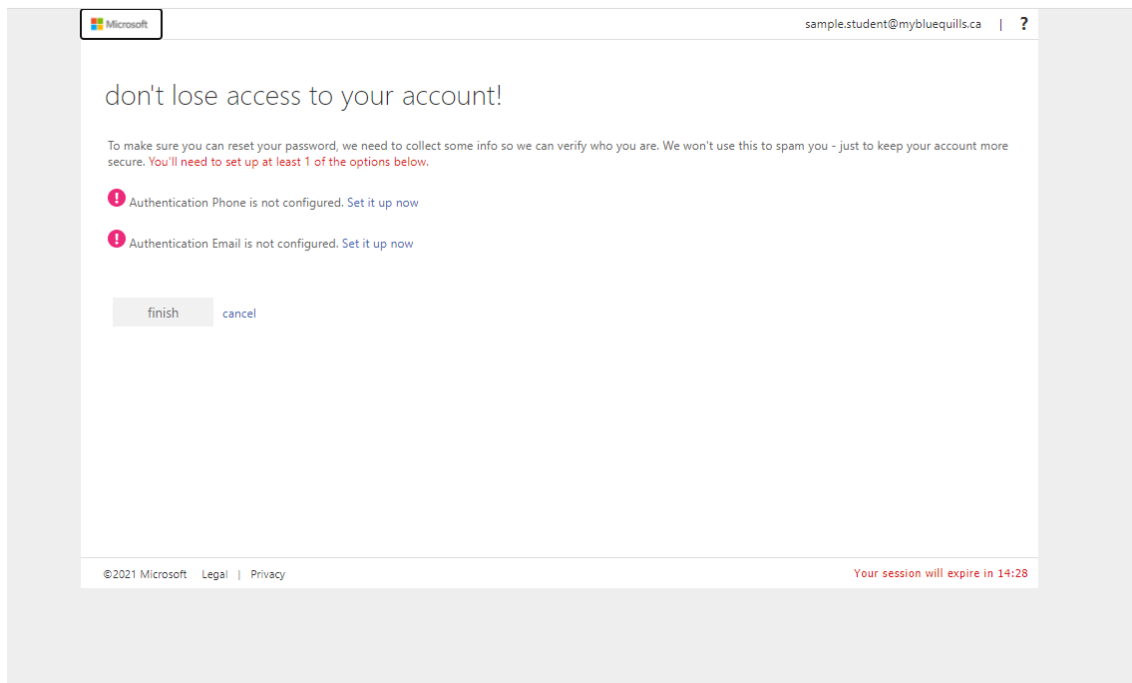 Microsoft
sample.student@mybluequills.ca | ?
don't lose access to your account!
To make sure you can reset your password, we need to collect some info so we can verify who you are. We won't use this to spam you - just to keep your account more
secure. You'll need to set up at least 1 of the options below.
! Authentication Phone is not configured. Set it up now
! Authentication Email is not configured. Set it up now
finish cancel
©2021 Microsoft Legal | Privacy
Your session will expire in 14:28